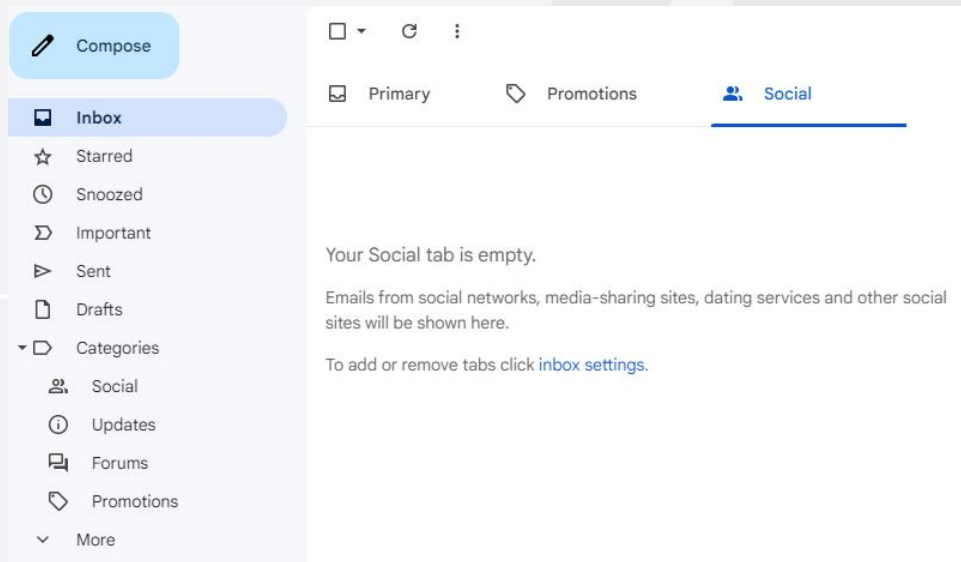 Compose
Inbox
Starred
Snoozed
Important
Sent
Drafts
Categories
Social
Updates
Forums
Promotions
More
Primary
Promotions
Social
Your Social tab is empty.
Emails from social networks, media-sharing sites, dating services and other social
sites will be shown here.
To add or remove tabs click inbox settings.